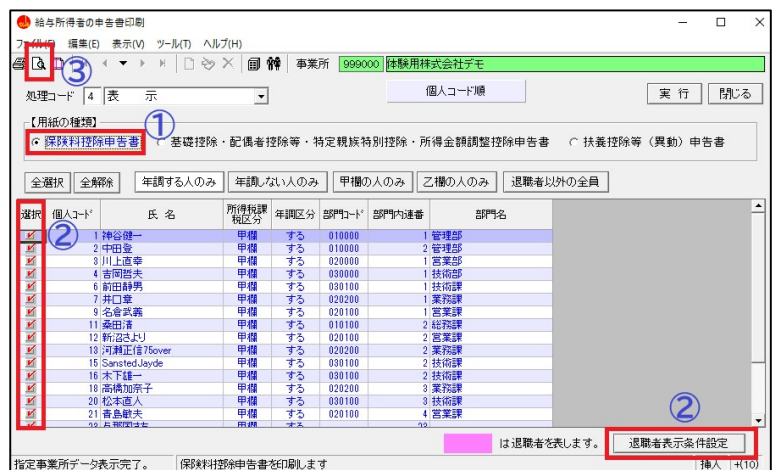 給与所得者の申告書印刷
ファイル(F) 編集(E) 表示(V) ツール(T) ヘルプ(H)
③ 事業所 999000 体験用株式会社デモ
処理コード 4 表 示 個人コード順 実 行 閉じる
【用紙の種類】 ①
保険料控除申告書 基礎控除・配偶者控除等・特定親族特別控除・所得金額調整控除申告書 扶養控除等（異動）申告書
全選択 全解除 年調する人のみ 年調しない人のみ 甲欄の人のみ 乙欄の人のみ 退職者以外の全員
選択 個人コード 氏 名 所得税課税区分 年調区分 部門コード 部門内連番 部門名
②
1 神谷健一 甲欄 する 010000 1 管理部
2 中田登 甲欄 する 010000 2 管理部
3 川上直幸 甲欄 する 020000 1 営業部
4 吉岡哲夫 甲欄 する 030000 1 技術部
6 前田静男 甲欄 する 030100 1 技術課
7 井口章 甲欄 する 020200 1 業務課
9 名倉武義 甲欄 する 020100 1 営業課
11 桑田清 甲欄 する 010100 2 総務課
12 新沼さより 甲欄 する 020100 2 営業課
13 河瀬正信75over 甲欄 する 020200 2 業務課
15 Sansted Jayde 甲欄 する 030100 2 技術課
16 木下雄一 甲欄 する 030100 2 技術課
18 高橋加奈子 甲欄 する 020200 3 業務課
20 松本直人 甲欄 する 030100 3 技術課
21 青島敏夫 甲欄 する 020100 4 営業課
②
は退職者を表します。 退職者表示条件設定
指定事業所データ表示完了。 保険料控除申告書を印刷します 挿入 +(10)